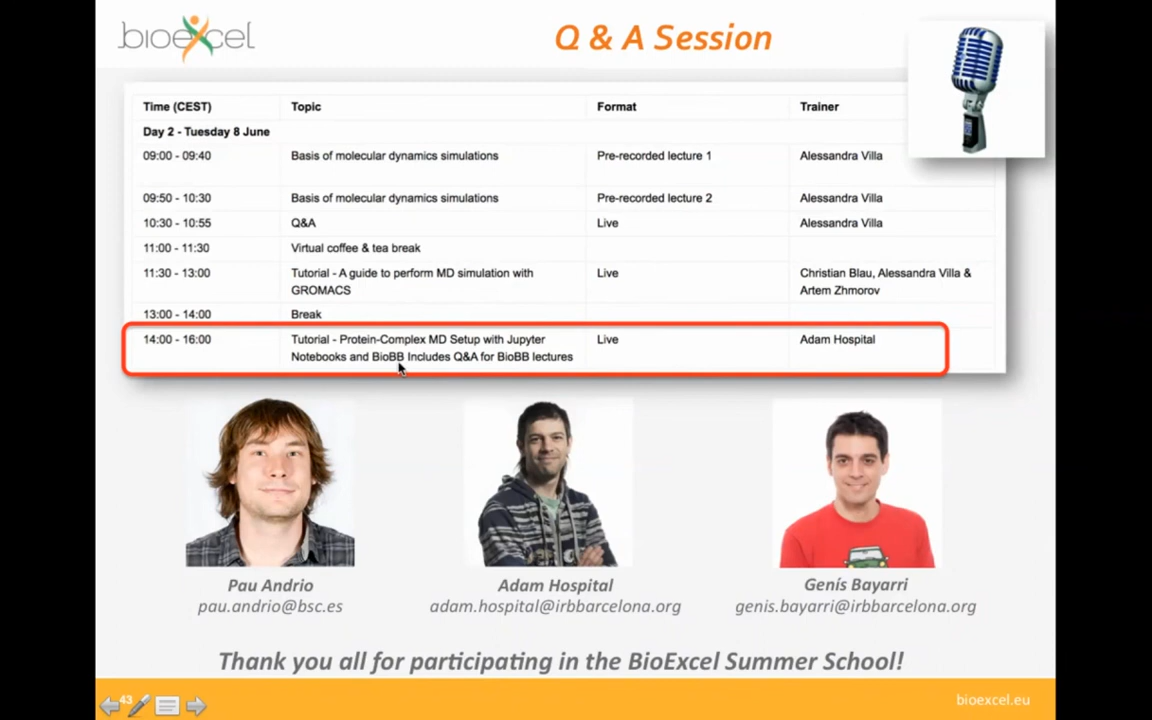 bioexcel
Q & A Session
Time (CEST) Topic Format Trainer
Day 2 - Tuesday 8 June
09:00 - 09:40 Basis of molecular dynamics simulations Pre-recorded lecture 1 Alessandra Villa
09:50 - 10:30 Basis of molecular dynamics simulations Pre-recorded lecture 2 Alessandra Villa
10:30 - 10:55 Q&A Live Alessandra Villa
11:00 - 11:30 Virtual coffee & tea break
11:30 - 13:00 Tutorial - A guide to perform MD simulation with Live Christian Blau, Alessandra Villa &
GROMACS Artem Zhmorov
13:00 - 14:00 Break
14:00 - 16:00 Tutorial - Protein-Complex MD Setup with Jupyter Live Adam Hospital
Notebooks and BioBB Includes Q&A for BioBB lectures
Pau Andrio Adam Hospital Genís Bayarri
pau.andrio@bsc.es adam.hospital@irbbarcelona.org genis.bayarri@irbbarcelona.org
Thank you all for participating in the BioExcel Summer School!
43 bioexcel.eu